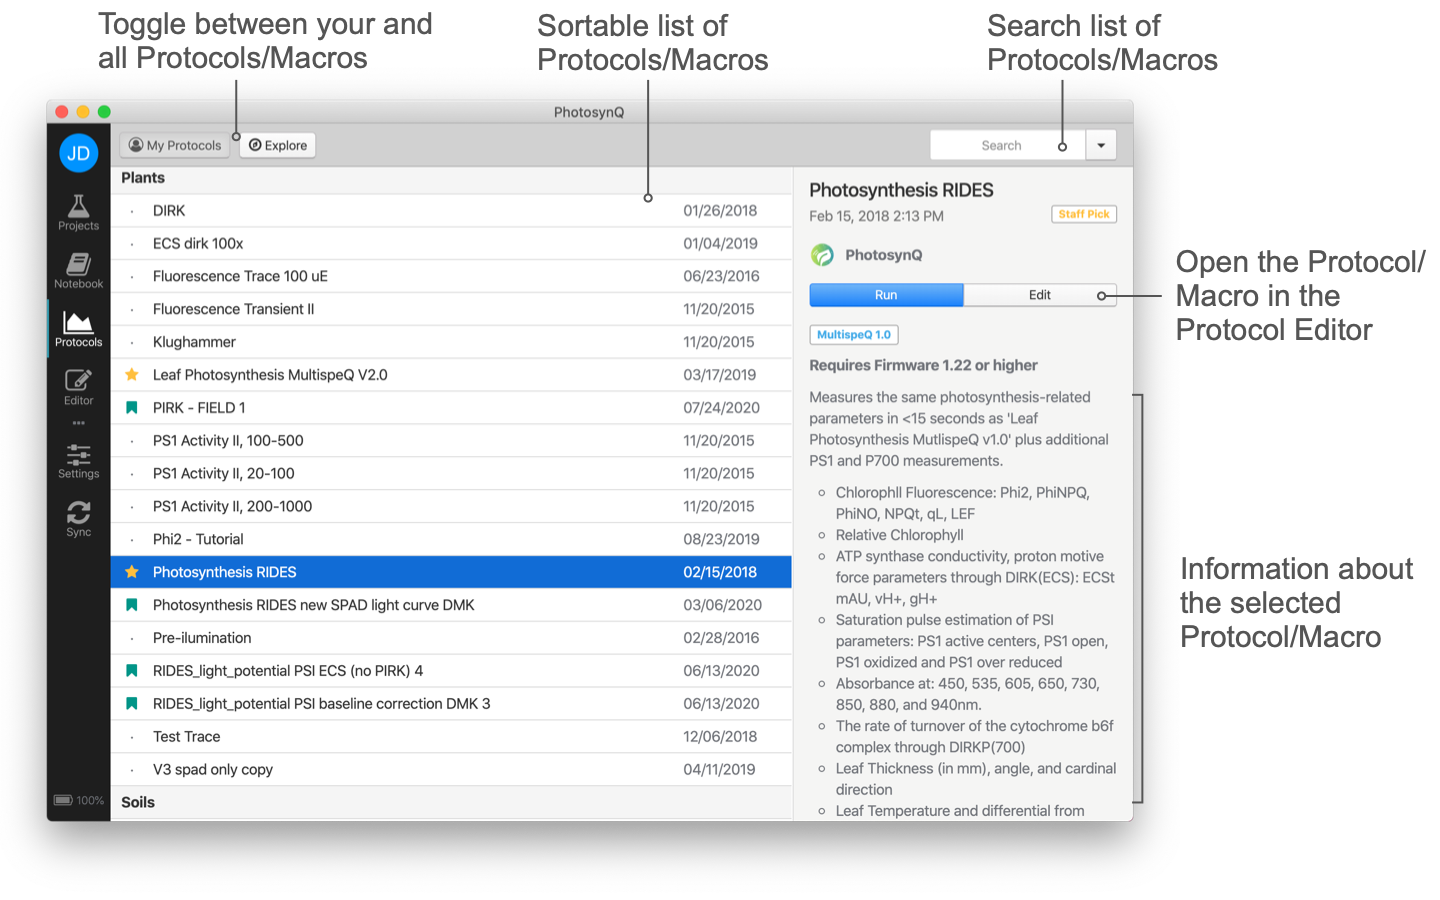 Toggle between your and
all Protocols/Macros
Sortable list of
Protocols/Macros
Search list of
Protocols/Macros
PhotosynQ
JD
My Protocols
Explore
Search
Projects
Notebook
Protocols
Editor
Settings
Sync
100%
Plants
DIRK 01/26/2018
ECS dirk 100x 01/04/2019
Fluorescence Trace 100 uE 06/23/2016
Fluorescence Transient II 11/20/2015
Klughammer 11/20/2015
Leaf Photosynthesis MultispeQ V2.0 03/17/2019
PIRK - FIELD 1 07/24/2020
PS1 Activity II, 100-500 11/20/2015
PS1 Activity II, 20-100 11/20/2015
PS1 Activity II, 200-1000 11/20/2015
Phi2 - Tutorial 08/23/2019
Photosynthesis RIDES 02/15/2018
Photosynthesis RIDES new SPAD light curve DMK 03/06/2020
Pre-ilumination 02/28/2016
RIDES_light_potential PSI ECS (no PIRK) 4 06/13/2020
RIDES_light_potential PSI baseline correction DMK 3 06/13/2020
Test Trace 12/06/2018
V3 spad only copy 04/11/2019
Soils
Photosynthesis RIDES
Feb 15, 2018 2:13 PM
Staff Pick
PhotosynQ
Run
Edit
MultispeQ 1.0
Requires Firmware 1.22 or higher
Measures the same photosynthesis-related
parameters in <15 seconds as 'Leaf
Photosynthesis MutlispeQ v1.0' plus additional
PS1 and P700 measurements.
Chlorophll Fluorescence: Phi2, PhiNPQ,
PhiNO, NPQt, qL, LEF
Relative Chlorophyll
ATP synthase conductivity, proton motive
force parameters through DIRK(ECS): ECSt
mAU, vH+, gH+
Saturation pulse estimation of PSI
parameters: PS1 active centers, PS1 open,
PS1 oxidized and PS1 over reduced
Absorbance at: 450, 535, 605, 650, 730,
850, 880, and 940nm.
The rate of turnover of the cytochrome b6f
complex through DIRKP(700)
Leaf Thickness (in mm), angle, and cardinal
direction
Leaf Temperature and differential from
Open the Protocol/
Macro in the
Protocol Editor
Information about
the selected
Protocol/Macro